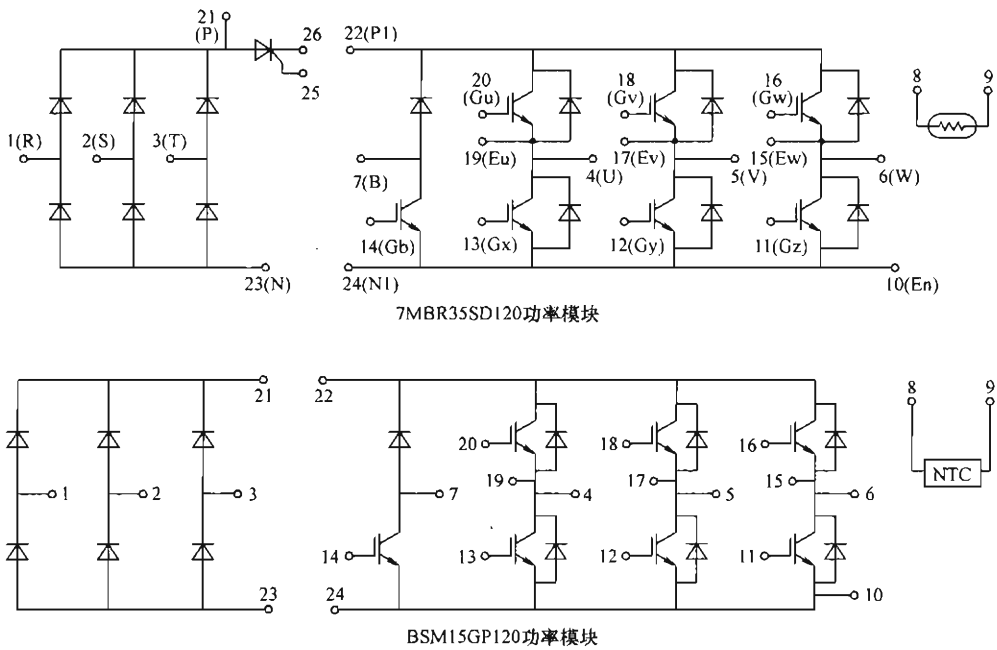 21
(P)
26
25
22(P1)
20
(Gu)
18
(Gv)
16
(Gw)
8
9
1(R)
2(S)
3(T)
19(Eu)
17(Ev)
15(Ew)
7(B)
4(U)
5(V)
6(W)
14(Gb)
13(Gx)
12(Gy)
11(Gz)
23(N)
24(N1)
10(En)
7MBR35SD120功率模块
21
22
8
9
20
18
16
NTC
1
2
3
7
19
4
17
5
15
6
14
13
12
11
23
24
10
BSM15GP120功率模块